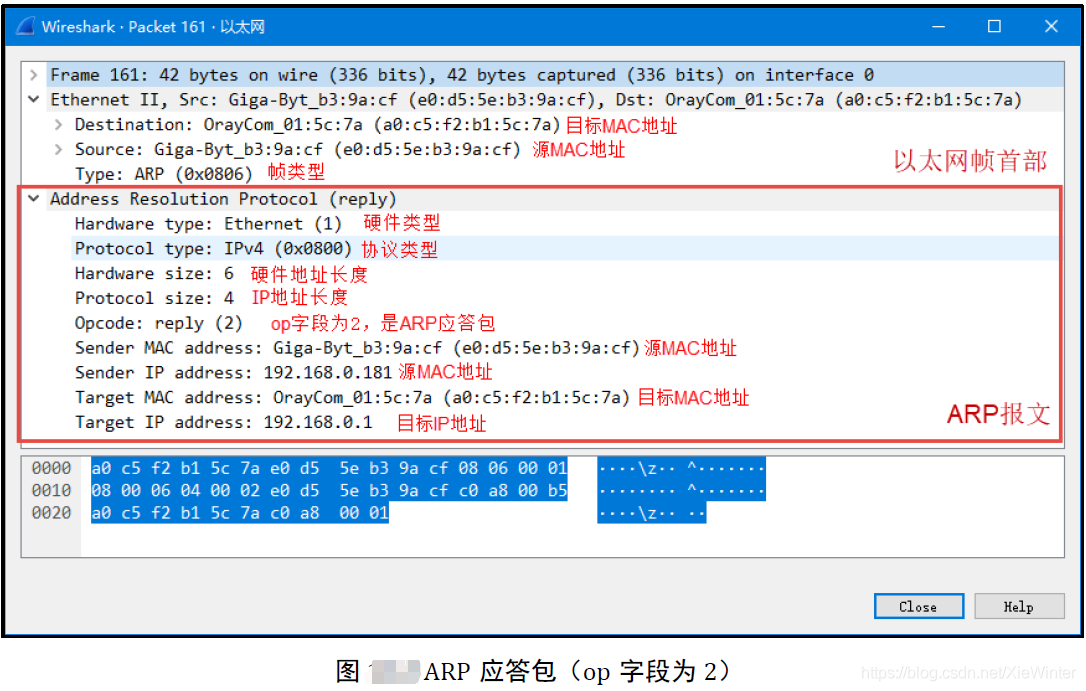 Wireshark · Packet 161 · 以太网
Frame 161: 42 bytes on wire (336 bits), 42 bytes captured (336 bits) on interface 0
Ethernet II, Src: Giga-Byt_b3:9a:cf (e0:d5:5e:b3:9a:cf), Dst: OrayCom_01:5c:7a (a0:c5:f2:b1:5c:7a)
Destination: OrayCom_01:5c:7a (a0:c5:f2:b1:5c:7a) 目标MAC地址
Source: Giga-Byt_b3:9a:cf (e0:d5:5e:b3:9a:cf) 源MAC地址
以太网帧首部
Type: ARP (0x0806) 帧类型
Address Resolution Protocol (reply)
Hardware type: Ethernet (1) 硬件类型
Protocol type: IPv4 (0x0800) 协议类型
Hardware size: 6 硬件地址长度
Protocol size: 4 IP地址长度
Opcode: reply (2) op字段为2，是ARP应答包
Sender MAC address: Giga-Byt_b3:9a:cf (e0:d5:5e:b3:9a:cf) 源MAC地址
Sender IP address: 192.168.0.181 源MAC地址
Target MAC address: OrayCom_01:5c:7a (a0:c5:f2:b1:5c:7a) 目标MAC地址
Target IP address: 192.168.0.1 目标IP地址
ARP报文
0000 a0 c5 f2 b1 5c 7a e0 d5 5e b3 9a cf 08 06 00 01 ····\z·· ^·······
0010 08 00 06 04 00 02 e0 d5 5e b3 9a cf c0 a8 00 b5 ········ ^·······
0020 a0 c5 f2 b1 5c 7a c0 a8 00 01 ····\z·· ··
Close Help
图 ARP 应答包（op 字段为 2）
https://blog.csdn.net/XieWinter